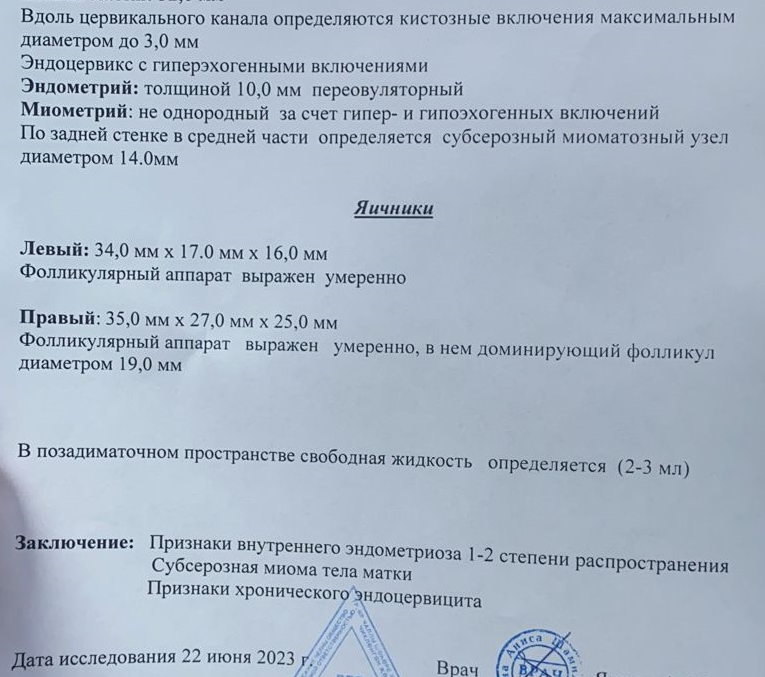 Вдоль цервикального канала определяются кистозные включения максимальным
диаметром до 3,0 мм
Эндоцервикс с гиперэхогенными включениями
Эндометрий: толщиной 10,0 мм переовуляторный
Миометрий: не однородный за счет гипер- и гипоэхогенных включений
По задней стенке в средней части определяется субсерозный миоматозный узел
диаметром 14.0мм
Яичники
Левый: 34,0 мм х 17.0 мм х 16,0 мм
Фолликулярный аппарат выражен умеренно
Правый: 35,0 мм х 27,0 мм х 25,0 мм
Фолликулярный аппарат выражен умеренно, в нем доминирующий фолликул
диаметром 19,0 мм
В позадиматочном пространстве свободная жидкость определяется (2-3 мл)
Заключение: Признаки внутреннего эндометриоза 1-2 степени распространения
Субсерозная миома тела матки
Признаки хронического эндоцервицита
Дата исследования 22 июня 2023 г.
Врач
Аниса
ВРАЧ